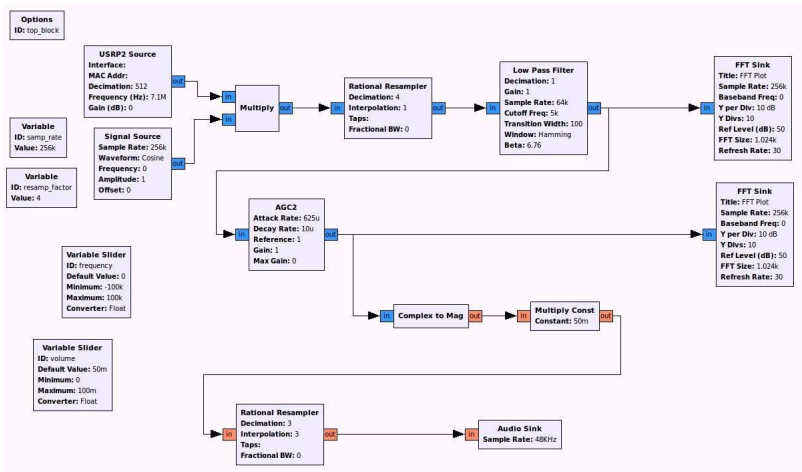 Options
ID: top_block
USRP2 Source
Interface:
MAC Addr:
Decimation: 512
Frequency (Hz): 7.1M
Gain (dB): 0
out
Signal Source
Sample Rate: 256k
Waveform: Cosine
Frequency: 0
Amplitude: 1
Offset: 0
out
in
in
Multiply
out
in
Rational Resampler
Decimation: 4
Interpolation: 1
Taps:
Fractional BW: 0
out
in
Low Pass Filter
Decimation: 1
Gain: 1
Sample Rate: 64k
Cutoff Freq: 5k
Transition Width: 100
Window: Hamming
Beta: 6.76
out
in
FFT Sink
Title: FFT Plot
Sample Rate: 256k
Baseband Freq: 0
Y per Div: 10 dB
Y Divs: 10
Ref Level (dB): 50
FFT Size: 1.024k
Refresh Rate: 30
Variable
ID: samp_rate
Value: 256k
Variable
ID: resamp_factor
Value: 4
in
AGC2
Attack Rate: 625u
Decay Rate: 10u
Reference: 1
Gain: 1
Max Gain: 0
out
in
FFT Sink
Title: FFT Plot
Sample Rate: 256k
Baseband Freq: 0
Y per Div: 10 dB
Y Divs: 10
Ref Level (dB): 50
FFT Size: 1.024k
Refresh Rate: 30
Variable Slider
ID: frequency
Default Value: 0
Minimum: -100k
Maximum: 100k
Converter: Float
in
Complex to Mag
out
in
Multiply Const
Constant: 50m
out
Variable Slider
ID: volume
Default Value: 50m
Minimum: 0
Maximum: 100m
Converter: Float
in
Rational Resampler
Decimation: 3
Interpolation: 3
Taps:
Fractional BW: 0
out
in
Audio Sink
Sample Rate: 48KHz